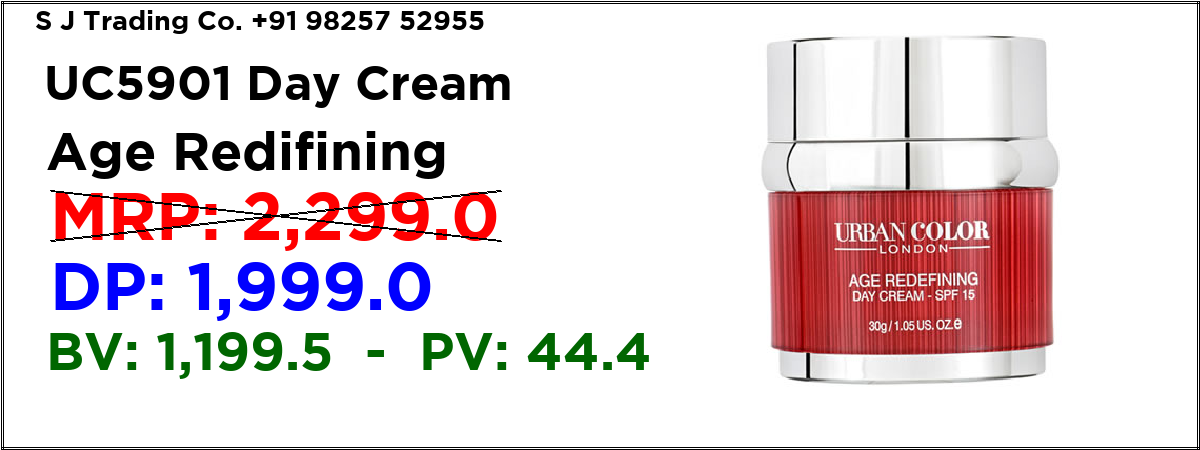 S J Trading Co. +91 98257 52955
UC5901 Day Cream
Age Redifining
MRP: 2,299.0
DP: 1,999.0
BV: 1,199.5 - PV: 44.4
URBAN COLOR
LONDON
AGE REDEFINING
DAY CREAM - SPF 15
30g / 1.05 US. OZ. ℮